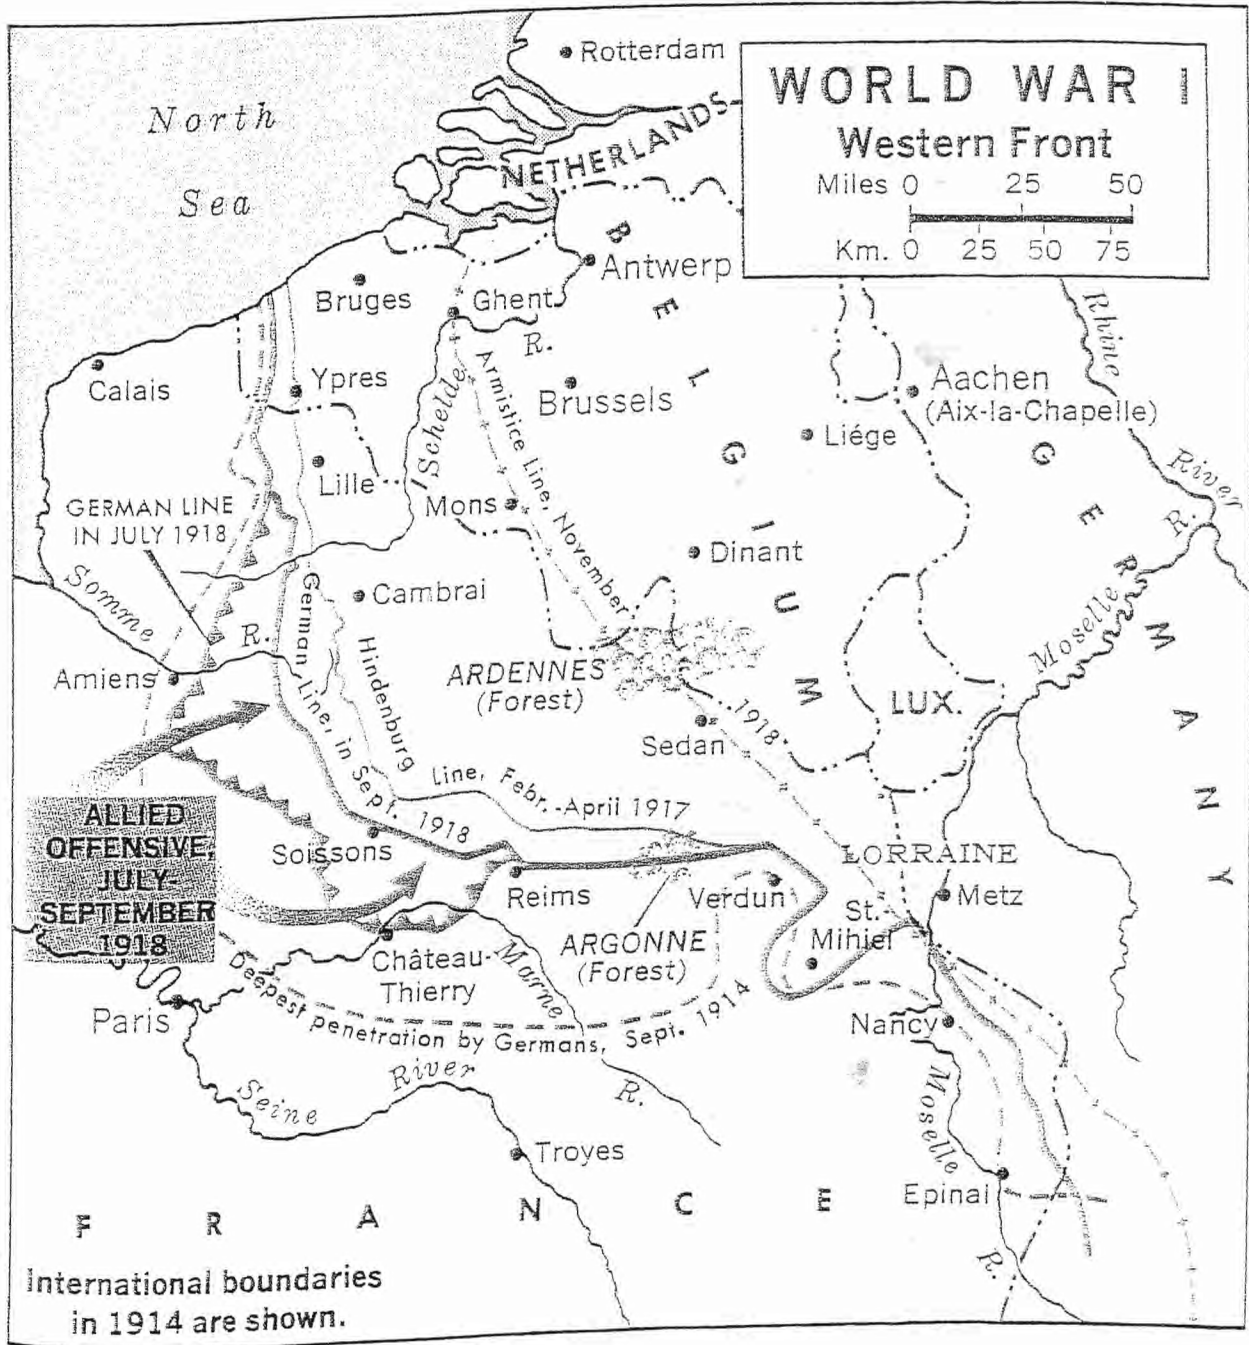 WORLD WAR I
Western Front
Miles 0 25 50
Km. 0 25 50 75
North
Sea
Rotterdam
NETHERLANDS
BELGIUM
Antwerp
Bruges
Ghent
Schelde
R.
Calais
Ypres
Brussels
Aachen
(Aix-la-Chapelle)
Liége
Rhine
River
GERMANY
Lille
Mons
Armistice Line, November 1918
GERMAN LINE
IN JULY 1918
Dinant
Somme
R.
Cambrai
German Line, in Sept. 1918
Hindenburg Line, Febr.-April 1917
Moselle
R.
Amiens
ARDENNES
(Forest)
LUX.
Sedan
ALLIED
OFFENSIVE,
JULY-
SEPTEMBER
1918
Soissons
Reims
Verdun
LORRAINE
Metz
St.
Mihiel
ARGONNE
(Forest)
Château-
Thierry
Marne
R.
Deepest penetration by Germans, Sept. 1914
Paris
Nancy
Seine
River
Moselle
R.
Troyes
Epinal
FRANCE
International boundaries
in 1914 are shown.